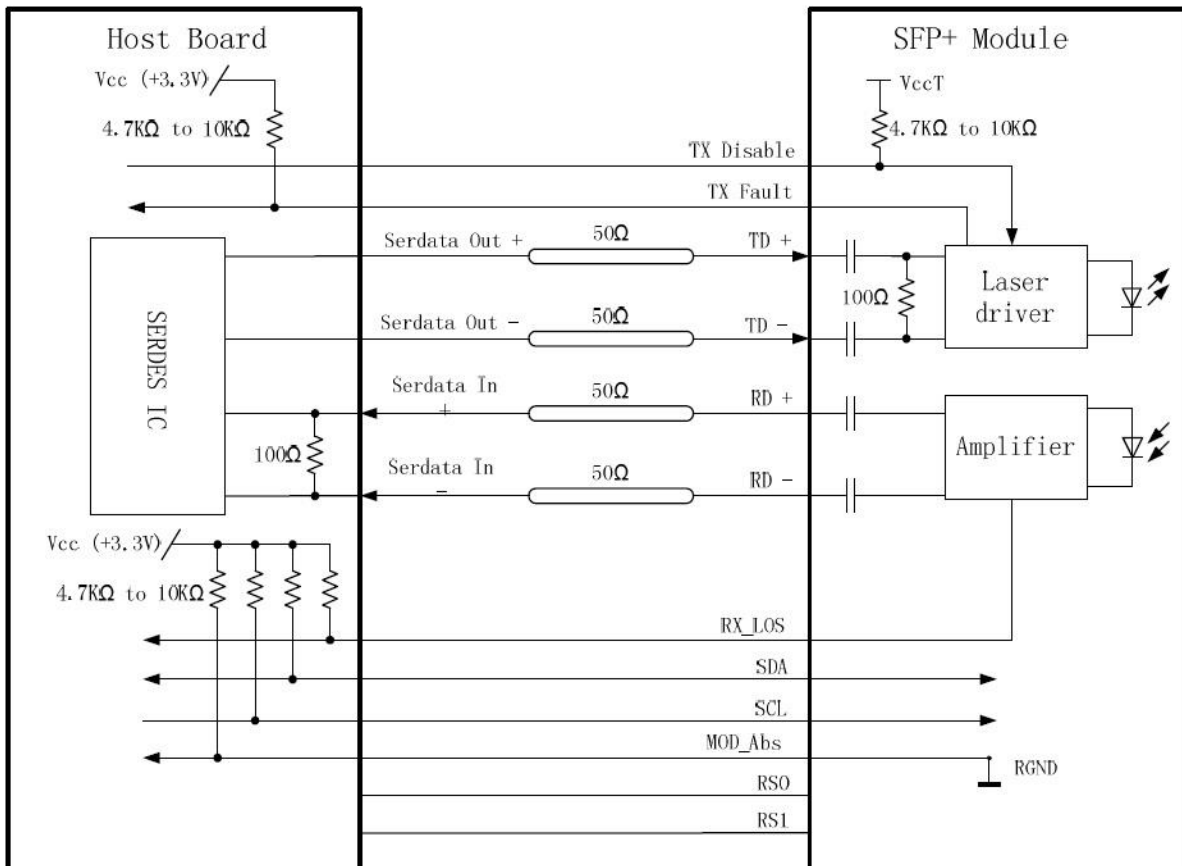 Host Board
SFP+ Module
Vcc (+3.3V)
VccT
4.7KΩ to 10KΩ
4.7KΩ to 10KΩ
TX Disable
TX Fault
Serdata Out +
50Ω
TD +
SERDES IC
100Ω
Laser
driver
Serdata Out -
50Ω
TD -
Serdata In
+
50Ω
RD +
100Ω
Amplifier
Serdata In
-
50Ω
RD -
Vcc (+3.3V)
4.7KΩ to 10KΩ
RX_LOS
SDA
SCL
MOD_Abs
RGND
RS0
RS1